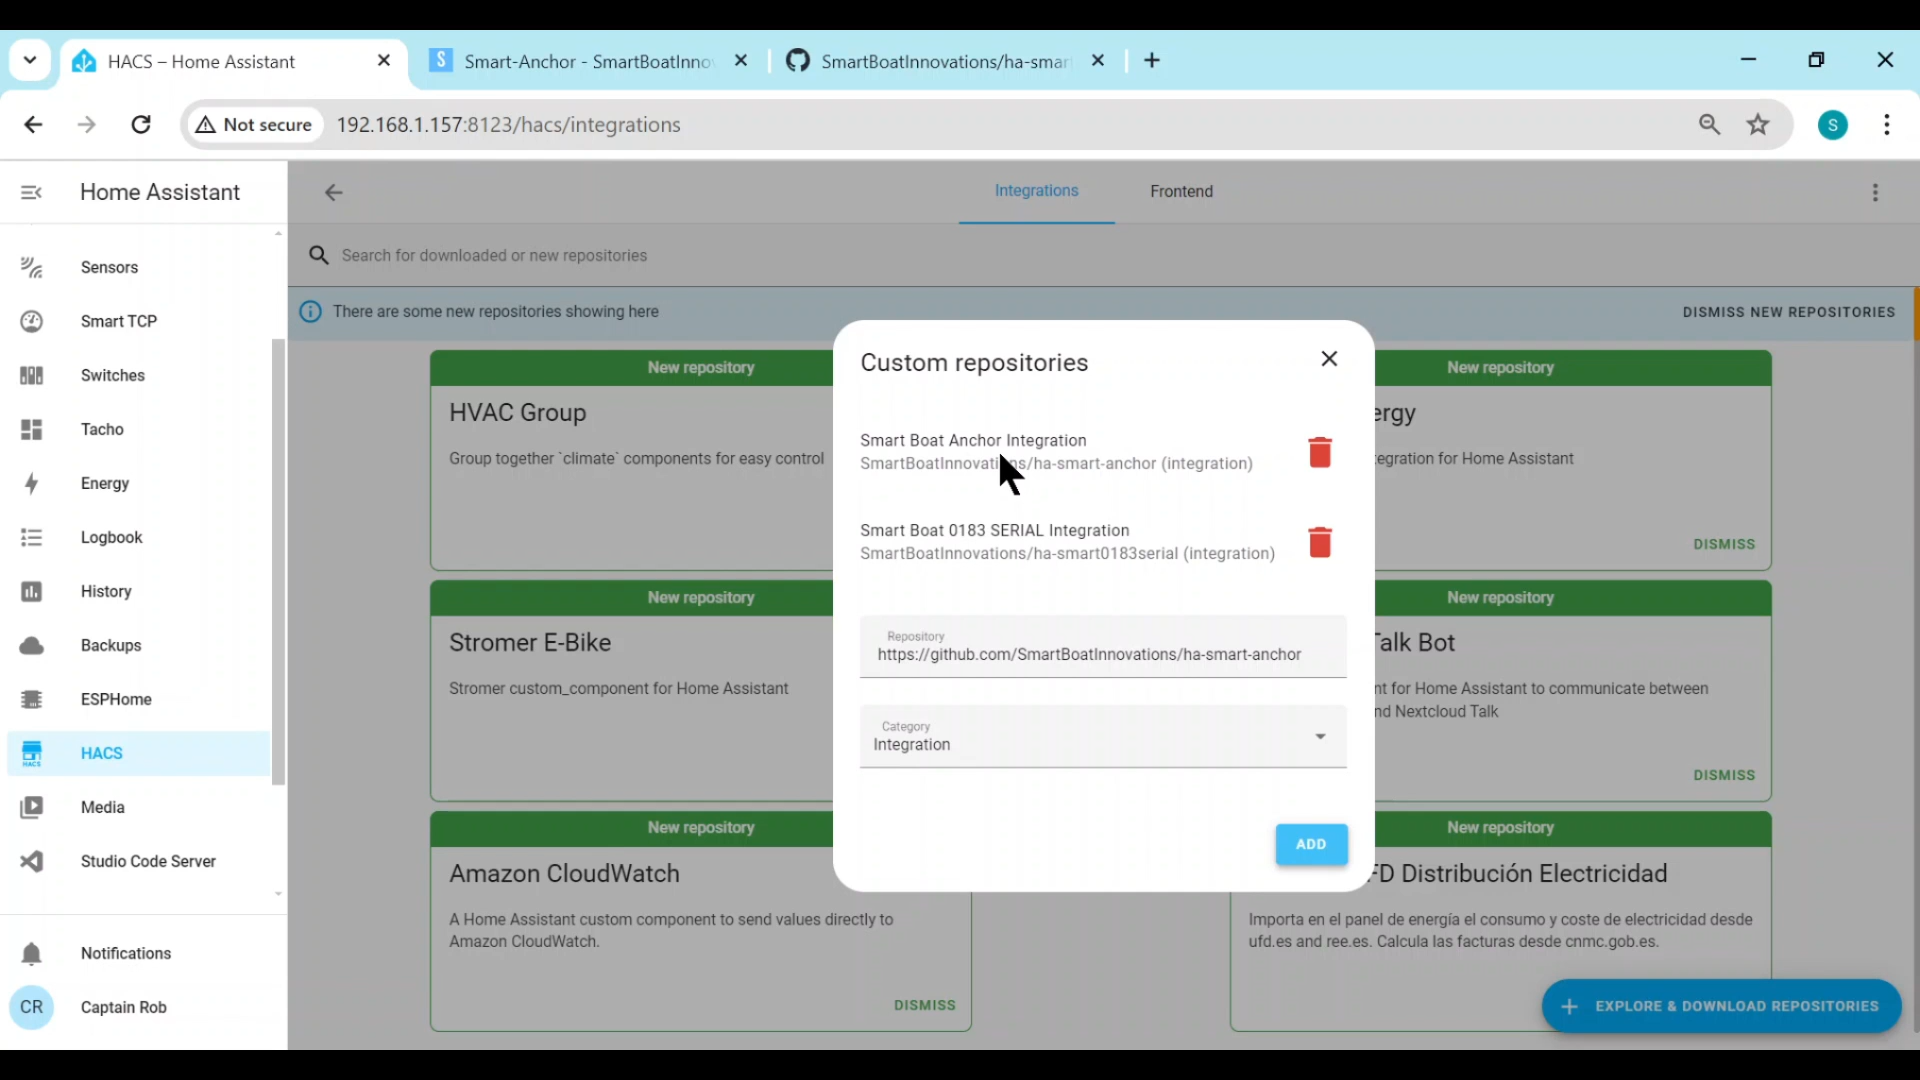 HACS – Home Assistant
S
Smart-Anchor - SmartBoatInno
SmartBoatInnovations/ha-smar
Not secure
192.168.1.157:8123/hacs/integrations
S
Home Assistant
Integrations
Frontend
Sensors
Search for downloaded or new repositories
Smart TCP
There are some new repositories showing here
DISMISS NEW REPOSITORIES
Switches
Tacho
Energy
Logbook
History
Backups
ESPHome
HACS
HACS
Media
Studio Code Server
Notifications
CR
Captain Rob
New repository
HVAC Group
Group together `climate` components for easy control
New repository
ergy
egration for Home Assistant
DISMISS
New repository
Stromer E-Bike
Stromer custom_component for Home Assistant
New repository
Talk Bot
nt for Home Assistant to communicate between
nd Nextcloud Talk
DISMISS
New repository
Amazon CloudWatch
A Home Assistant custom component to send values directly to
Amazon CloudWatch.
DISMISS
New repository
FD Distribución Electricidad
Importa en el panel de energía el consumo y coste de electricidad desde
ufd.es and ree.es. Calcula las facturas desde cnmc.gob.es.
EXPLORE & DOWNLOAD REPOSITORIES
Custom repositories
Smart Boat Anchor Integration
SmartBoatInnovations/ha-smart-anchor (integration)
Smart Boat 0183 SERIAL Integration
SmartBoatInnovations/ha-smart0183serial (integration)
Repository
https://github.com/SmartBoatInnovations/ha-smart-anchor
Category
Integration
ADD